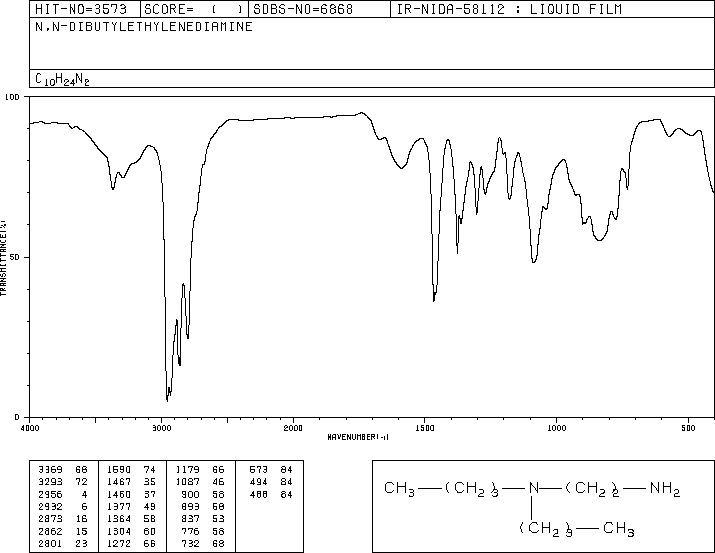 HIT-NO=3573 SCORE= ( ) SDBS-NO=6868 IR-NIDA-58112 : LIQUID FILM
N,N-DIBUTYLETHYLENEDIAMINE
C10H24N2
100
50
0
TRANSMITTANCE(%)
4000 3000 2000 1500 1000 500
WAVENUMBER(-1)
3369 68 1590 74 1179 66 573 84
3293 72 1467 35 1087 46 494 84
2956 4 1460 37 900 58 488 84
2932 6 1377 49 893 60
2873 16 1364 58 837 53
2862 15 1304 60 776 58
2801 23 1272 66 732 68
CH3—(CH2)3—N—(CH2)2—NH2
(CH2)3—CH3